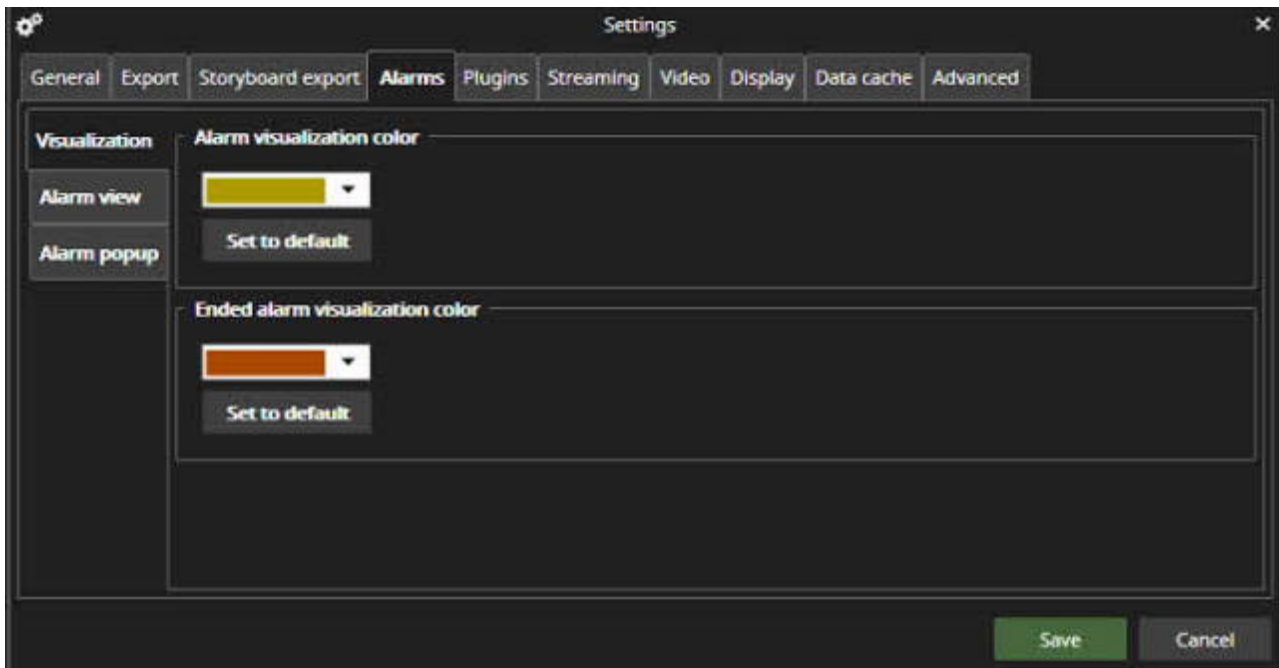 Settings
General Export Storyboard export Alarms Plugins Streaming Video Display Data cache Advanced
Visualization
Alarm view
Alarm popup
Alarm visualization color
Set to default
Ended alarm visualization color
Set to default
Save Cancel